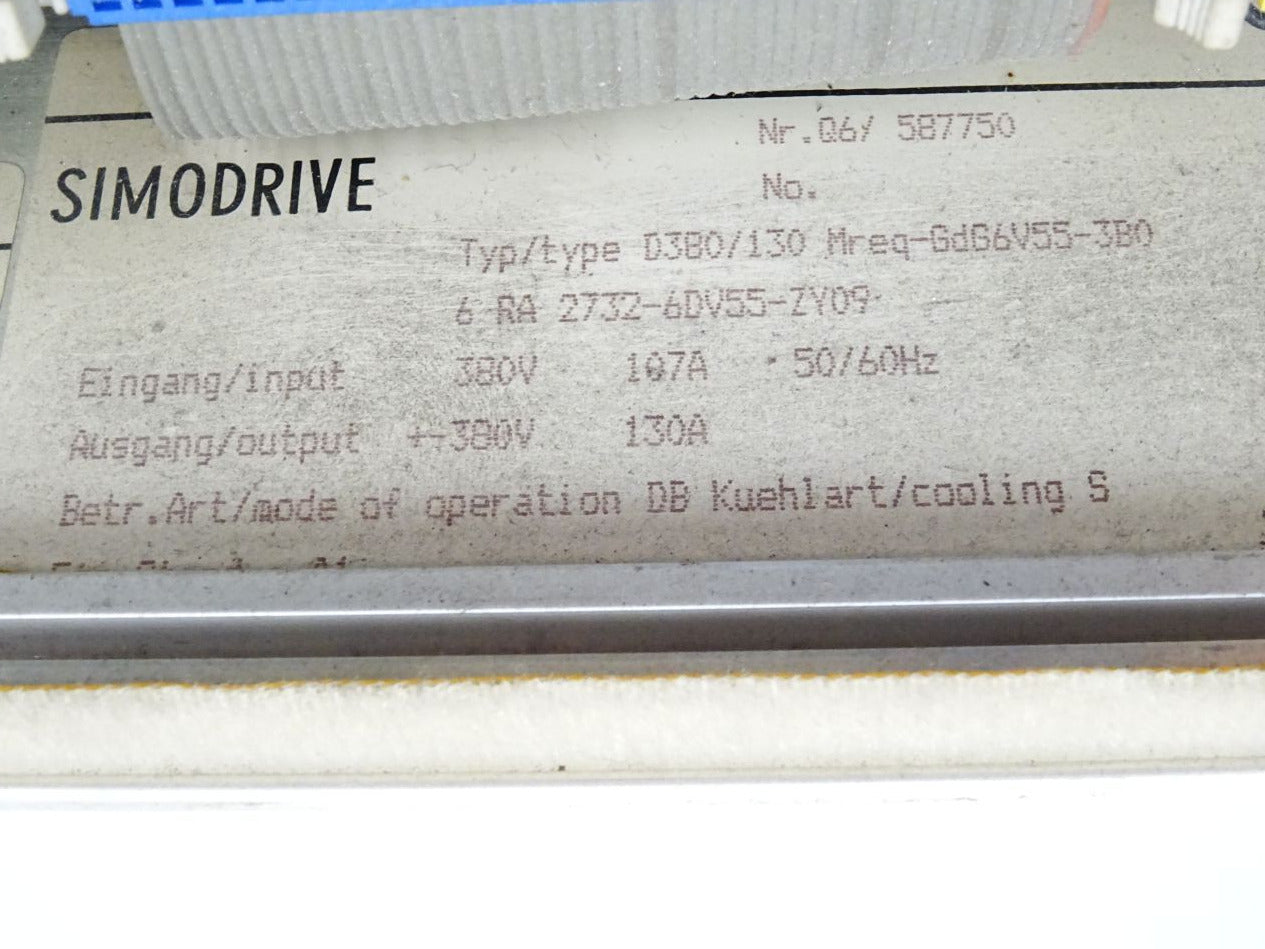 Nr.Q6Y 587750
SIMODRIVE
No.
Typ/type D380/130 Mreq-GdG6V55-3B0
6 RA 2732-6DV55-ZY09
Eingang/input 380V 107A 50/60Hz
Ausgang/output +-380V 130A
Betr.Art/mode of operation DB Kuehlart/cooling S